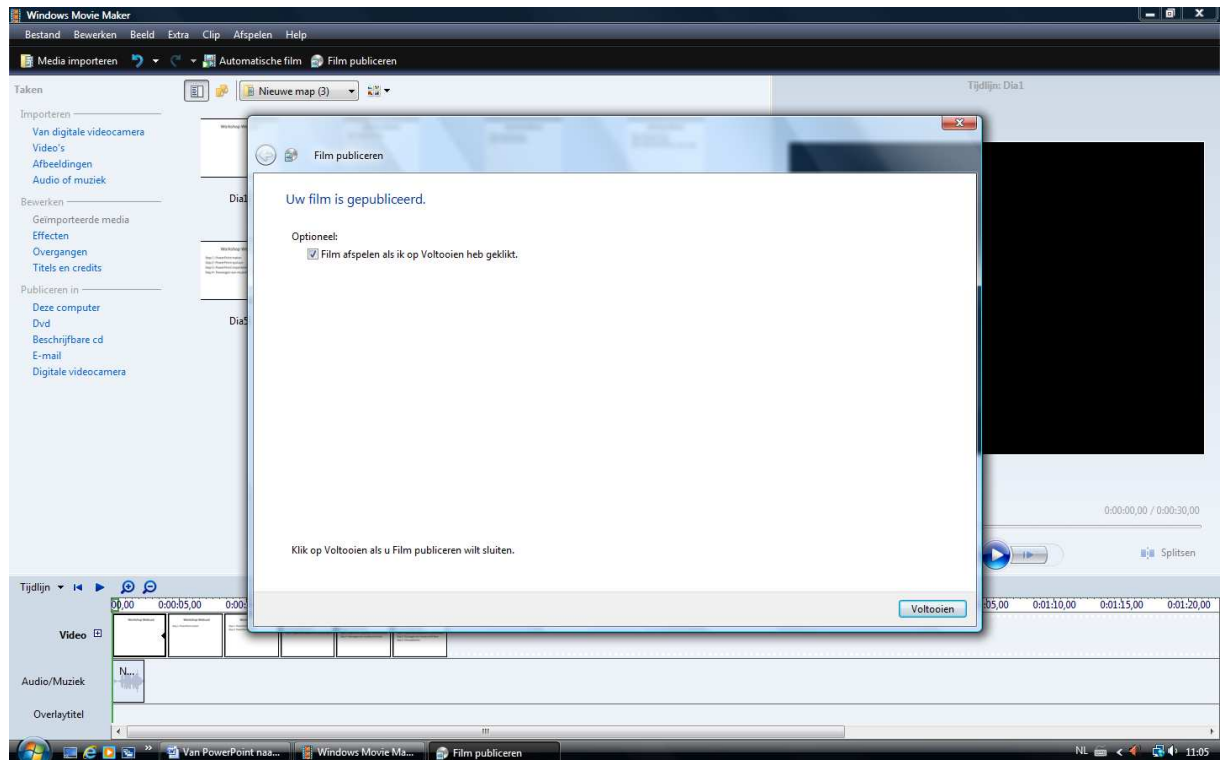 Windows Movie Maker
Bestand Bewerken Beeld Extra Clip Afspelen Help
Media importeren Automatische film Film publiceren
Taken
Nieuwe map (3)
Tijdlijn: Dia1
Importeren
Van digitale videocamera
Video's
Afbeeldingen
Audio of muziek
Bewerken
Geïmporteerde media
Effecten
Overgangen
Titels en credits
Publiceren in
Deze computer
Dvd
Beschrijfbare cd
E-mail
Digitale videocamera
Dia1
Dia5
Film publiceren
Uw film is gepubliceerd.
Optioneel:
Film afspelen als ik op Voltooien heb geklikt.
Klik op Voltooien als u Film publiceren wilt sluiten.
Voltooien
0:00:00,00 / 0:00:30,00
Splitsen
Tijdlijn
00,00 0:00:05,00 0:00: 05,00 0:01:10,00 0:01:15,00 0:01:20,00
Video
Audio/Muziek
N...
Overlaytitel
Van PowerPoint naa... Windows Movie Ma... Film publiceren NL 11:05